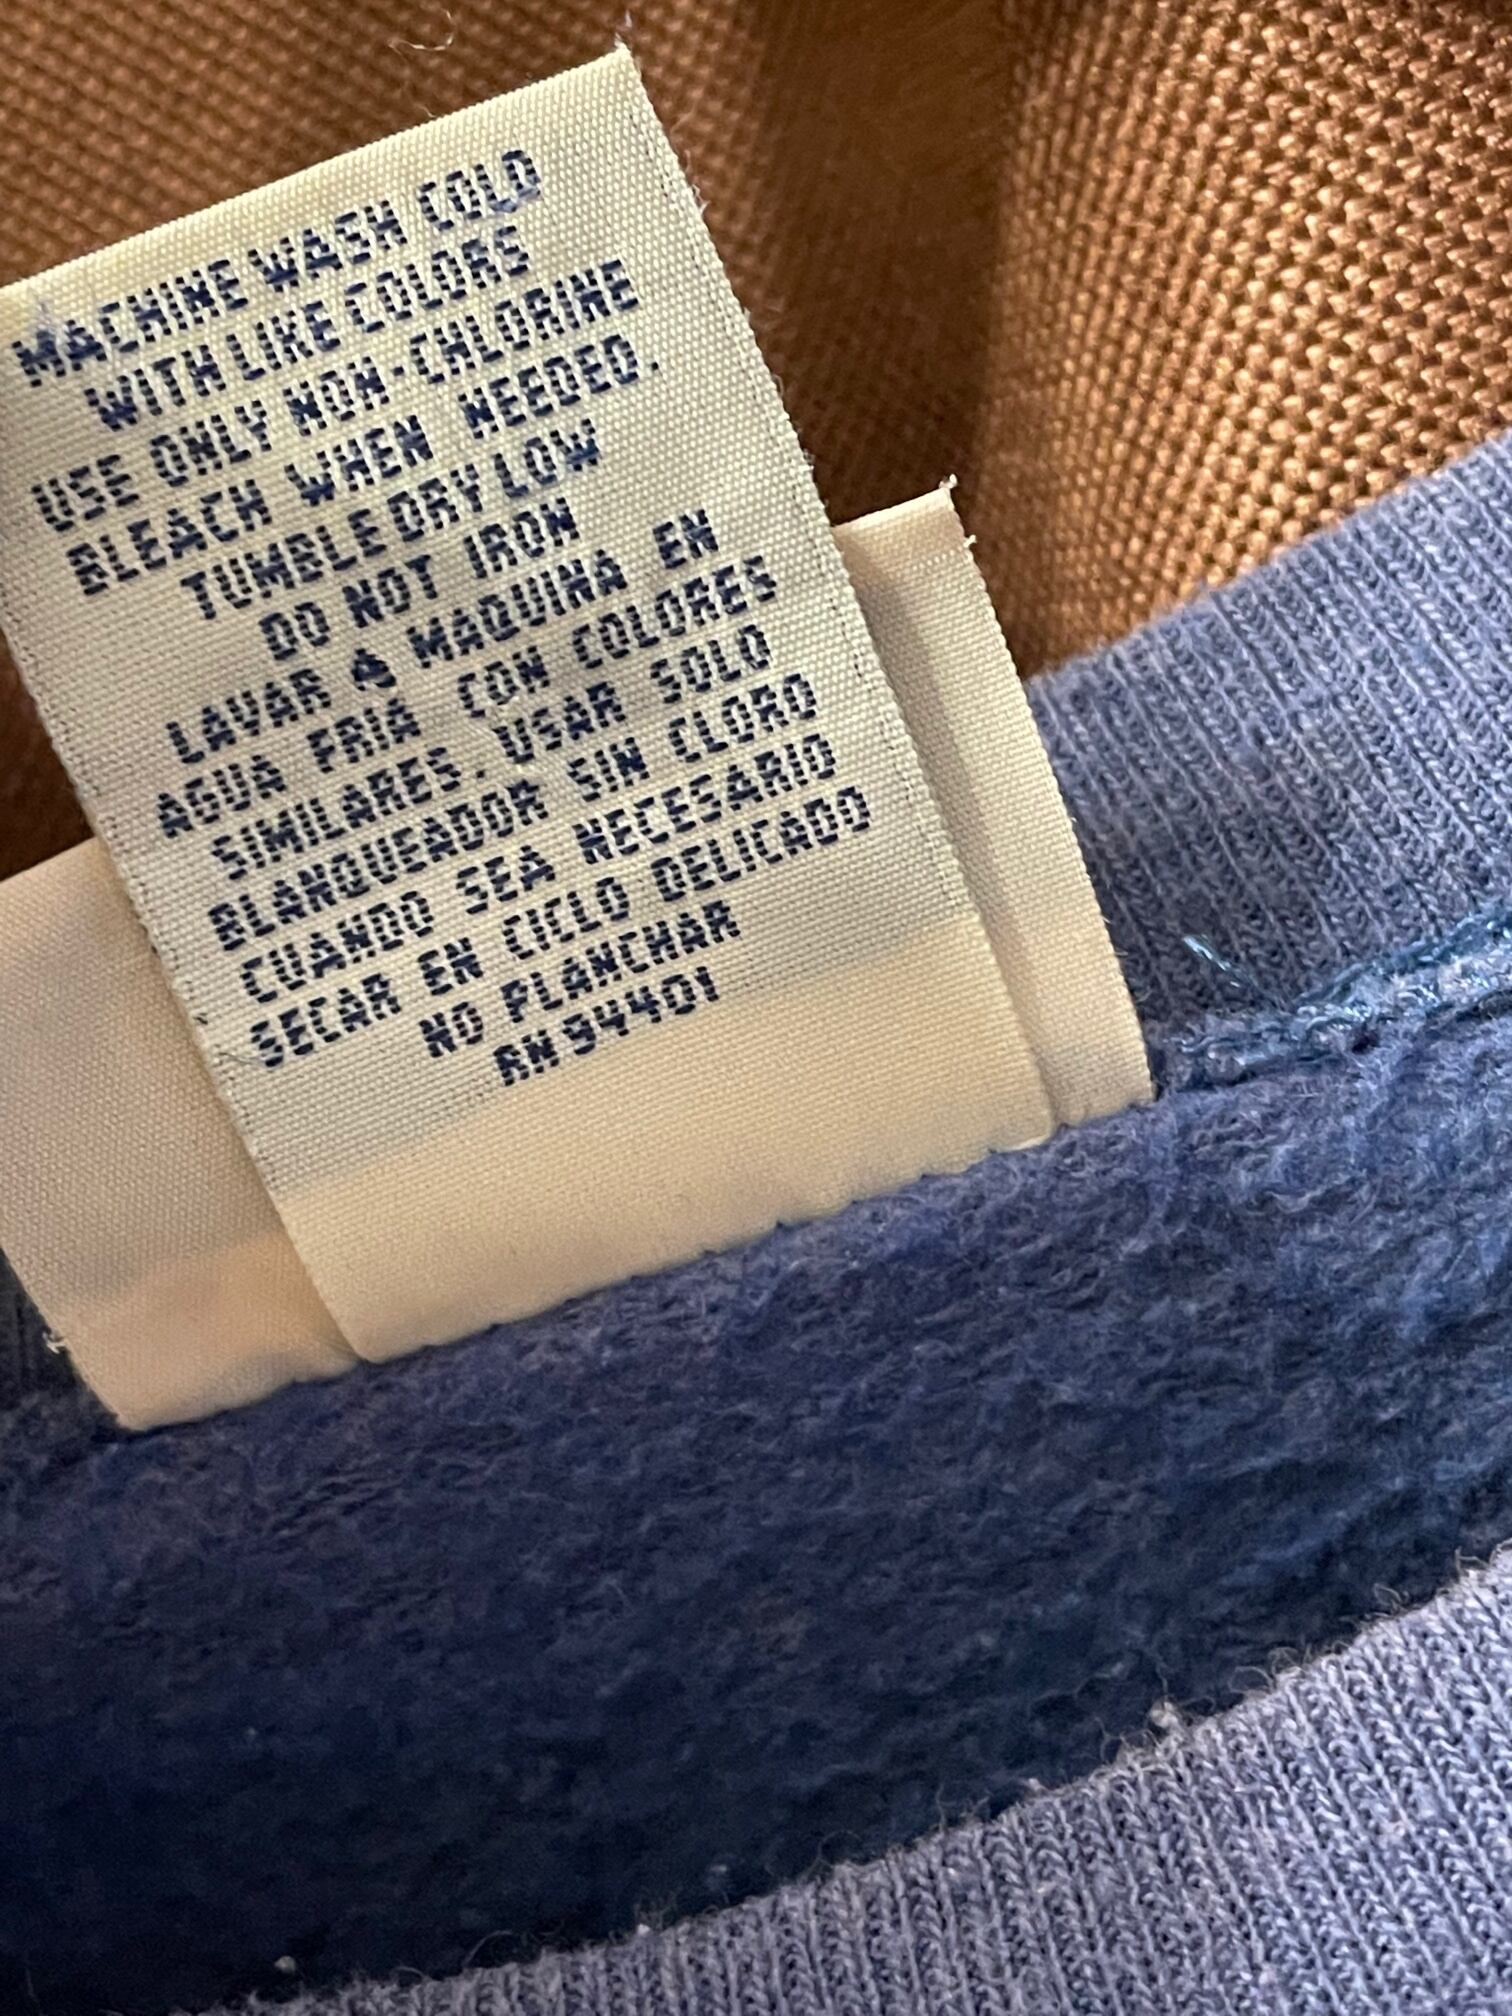 MACHINE WASH COLD
WITH LIKE COLORS
USE ONLY NON-CHLORINE
BLEACH WHEN NEEDED.
TUMBLE DRY LOW
DO NOT IRON
LAVAR A MAQUINA EN
AGUA FRIA CON COLORES
SIMILARES. USAR SOLO
BLANQUEADOR SIN CLORO
CUANDO SEA NECESARIO
SECAR EN CICLO DELICADO
NO PLANCHAR
RN 94401